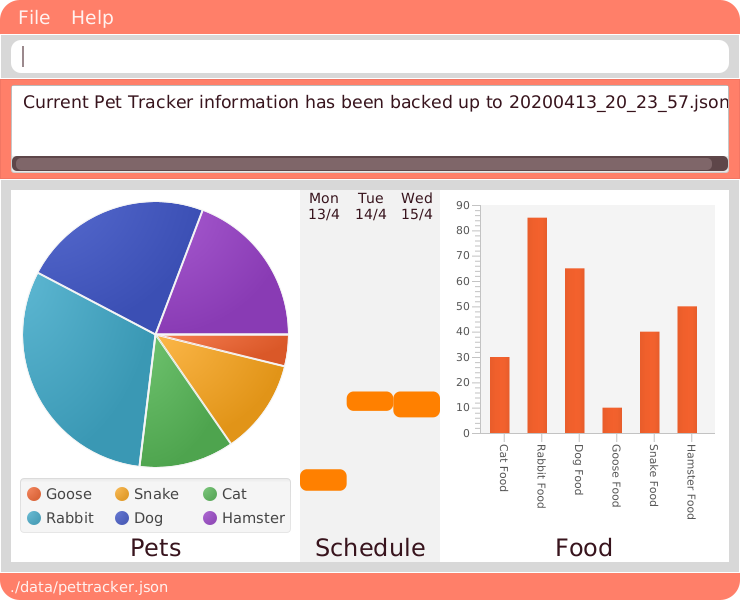 File Help
Current Pet Tracker information has been backed up to 20200413_20_23_57.json
Mon Tue Wed
13/4 14/4 15/4
90
80
70
60
50
40
30
20
10
0
Cat Food
Rabbit Food
Dog Food
Goose Food
Snake Food
Hamster Food
Goose Snake Cat
Rabbit Dog Hamster
Pets Schedule Food
./data/pettracker.json